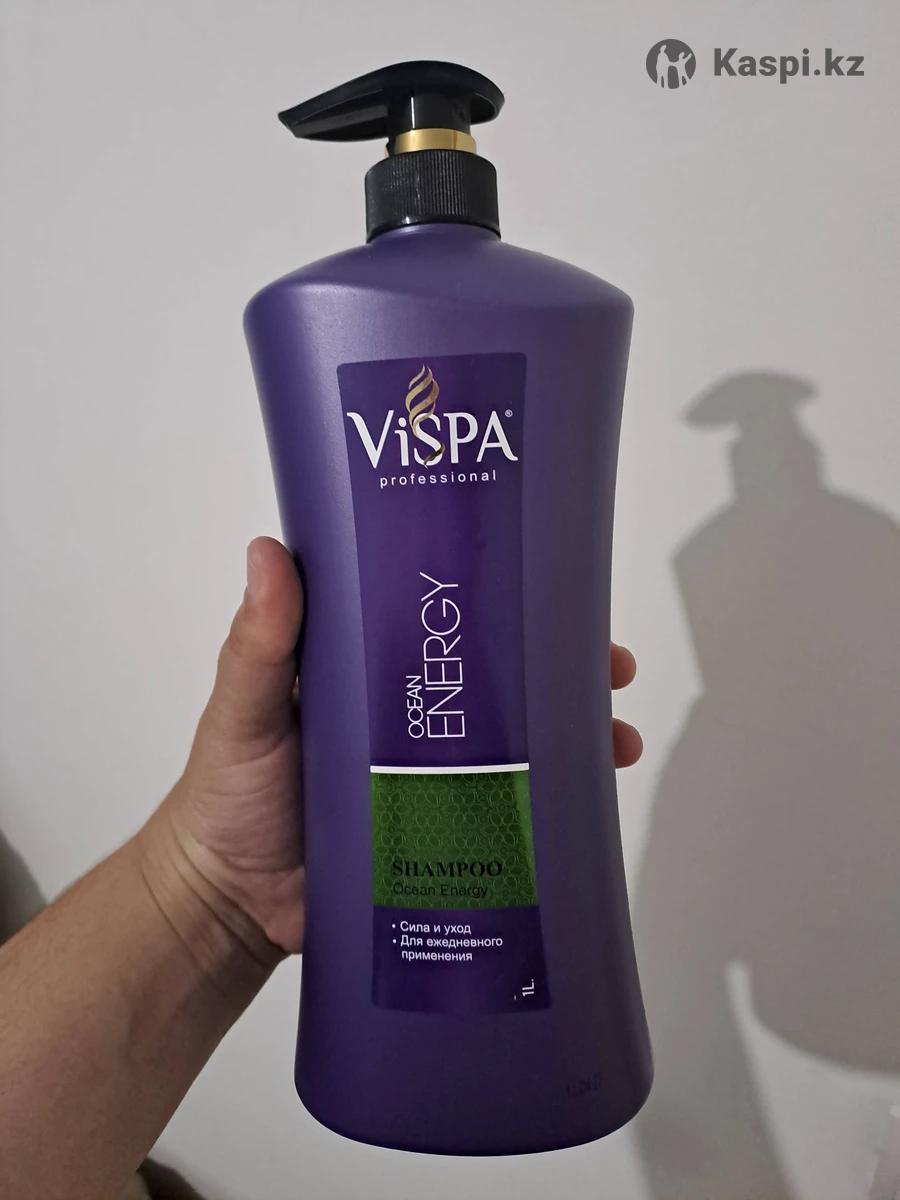 Kaspi.kz
ViSPA®
professional
OCEAN
ENERGY
SHAMPOO
Ocean Energy
• Сила и уход
• Для ежедневного
применения
1L.